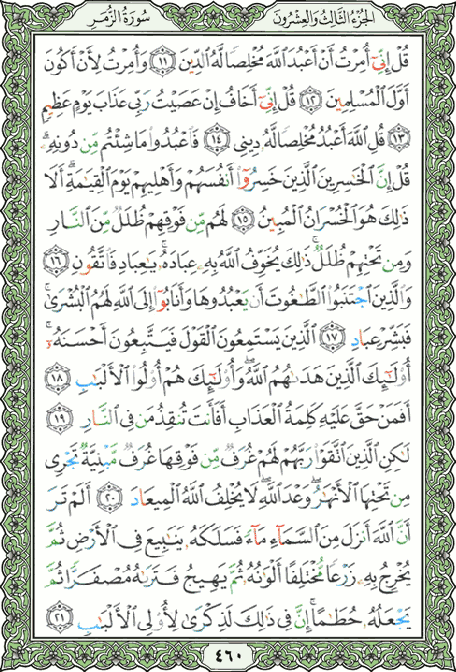 الجزء الثالث والعشرون سورة الزمر
قُلْ إِنِّىٓ أُمِرْتُ أَنْ أَعْبُدَ ٱللَّهَ مُخْلِصًا لَّهُ ٱلدِّينَ ١١ وَأُمِرْتُ لِأَنْ أَكُونَ
أَوَّلَ ٱلْمُسْلِمِينَ ١٢ قُلْ إِنِّىٓ أَخَافُ إِنْ عَصَيْتُ رَبِّى عَذَابَ يَوْمٍ عَظِيمٍ
١٣ قُلِ ٱللَّهَ أَعْبُدُ مُخْلِصًا لَّهُۥ دِينِى ١٤ فَٱعْبُدُوا۟ مَا شِئْتُم مِّن دُونِهِۦ ۗ
قُلْ إِنَّ ٱلْخَٰسِرِينَ ٱلَّذِينَ خَسِرُوٓا۟ أَنفُسَهُمْ وَأَهْلِيهِمْ يَوْمَ ٱلْقِيَٰمَةِ ۗ أَلَا
ذَٰلِكَ هُوَ ٱلْخُسْرَانُ ٱلْمُبِينُ ١٥ لَهُم مِّن فَوْقِهِمْ ظُلَلٌ مِّنَ ٱلنَّارِ
وَمِن تَحْتِهِمْ ظُلَلٌ ۚ ذَٰلِكَ يُخَوِّفُ ٱللَّهُ بِهِۦ عِبَادَهُۥ ۚ يَٰعِبَادِ فَٱتَّقُونِ ١٦
وَٱلَّذِينَ ٱجْتَنَبُوا۟ ٱلطَّٰغُوتَ أَن يَعْبُدُوهَا وَأَنَابُوٓا۟ إِلَى ٱللَّهِ لَهُمُ ٱلْبُشْرَىٰ ۚ
فَبَشِّرْ عِبَادِ ١٧ ٱلَّذِينَ يَسْتَمِعُونَ ٱلْقَوْلَ فَيَتَّبِعُونَ أَحْسَنَهُۥٓ ۚ
أُو۟لَٰٓئِكَ ٱلَّذِينَ هَدَىٰهُمُ ٱللَّهُ ۖ وَأُو۟لَٰٓئِكَ هُمْ أُو۟لُوا۟ ٱلْأَلْبَٰبِ ١٨
أَفَمَنْ حَقَّ عَلَيْهِ كَلِمَةُ ٱلْعَذَابِ أَفَأَنتَ تُنقِذُ مَن فِى ٱلنَّارِ ١٩
لَٰكِنِ ٱلَّذِينَ ٱتَّقَوْا۟ رَبَّهُمْ لَهُمْ غُرَفٌ مِّن فَوْقِهَا غُرَفٌ مَّبْنِيَّةٌ تَجْرِى
مِن تَحْتِهَا ٱلْأَنْهَٰرُ ۖ وَعْدَ ٱللَّهِ ۖ لَا يُخْلِفُ ٱللَّهُ ٱلْمِيعَادَ ٢٠ أَلَمْ تَرَ
أَنَّ ٱللَّهَ أَنزَلَ مِنَ ٱلسَّمَآءِ مَآءً فَسَلَكَهُۥ يَنَٰبِيعَ فِى ٱلْأَرْضِ ثُمَّ
يُخْرِجُ بِهِۦ زَرْعًا مُّخْتَلِفًا أَلْوَٰنُهُۥ ثُمَّ يَهِيجُ فَتَرَىٰهُ مُصْفَرًّا ثُمَّ
يَجْعَلُهُۥ حُطَٰمًا ۚ إِنَّ فِى ذَٰلِكَ لَذِكْرَىٰ لِأُو۟لِى ٱلْأَلْبَٰبِ ٢١
٤٦٠